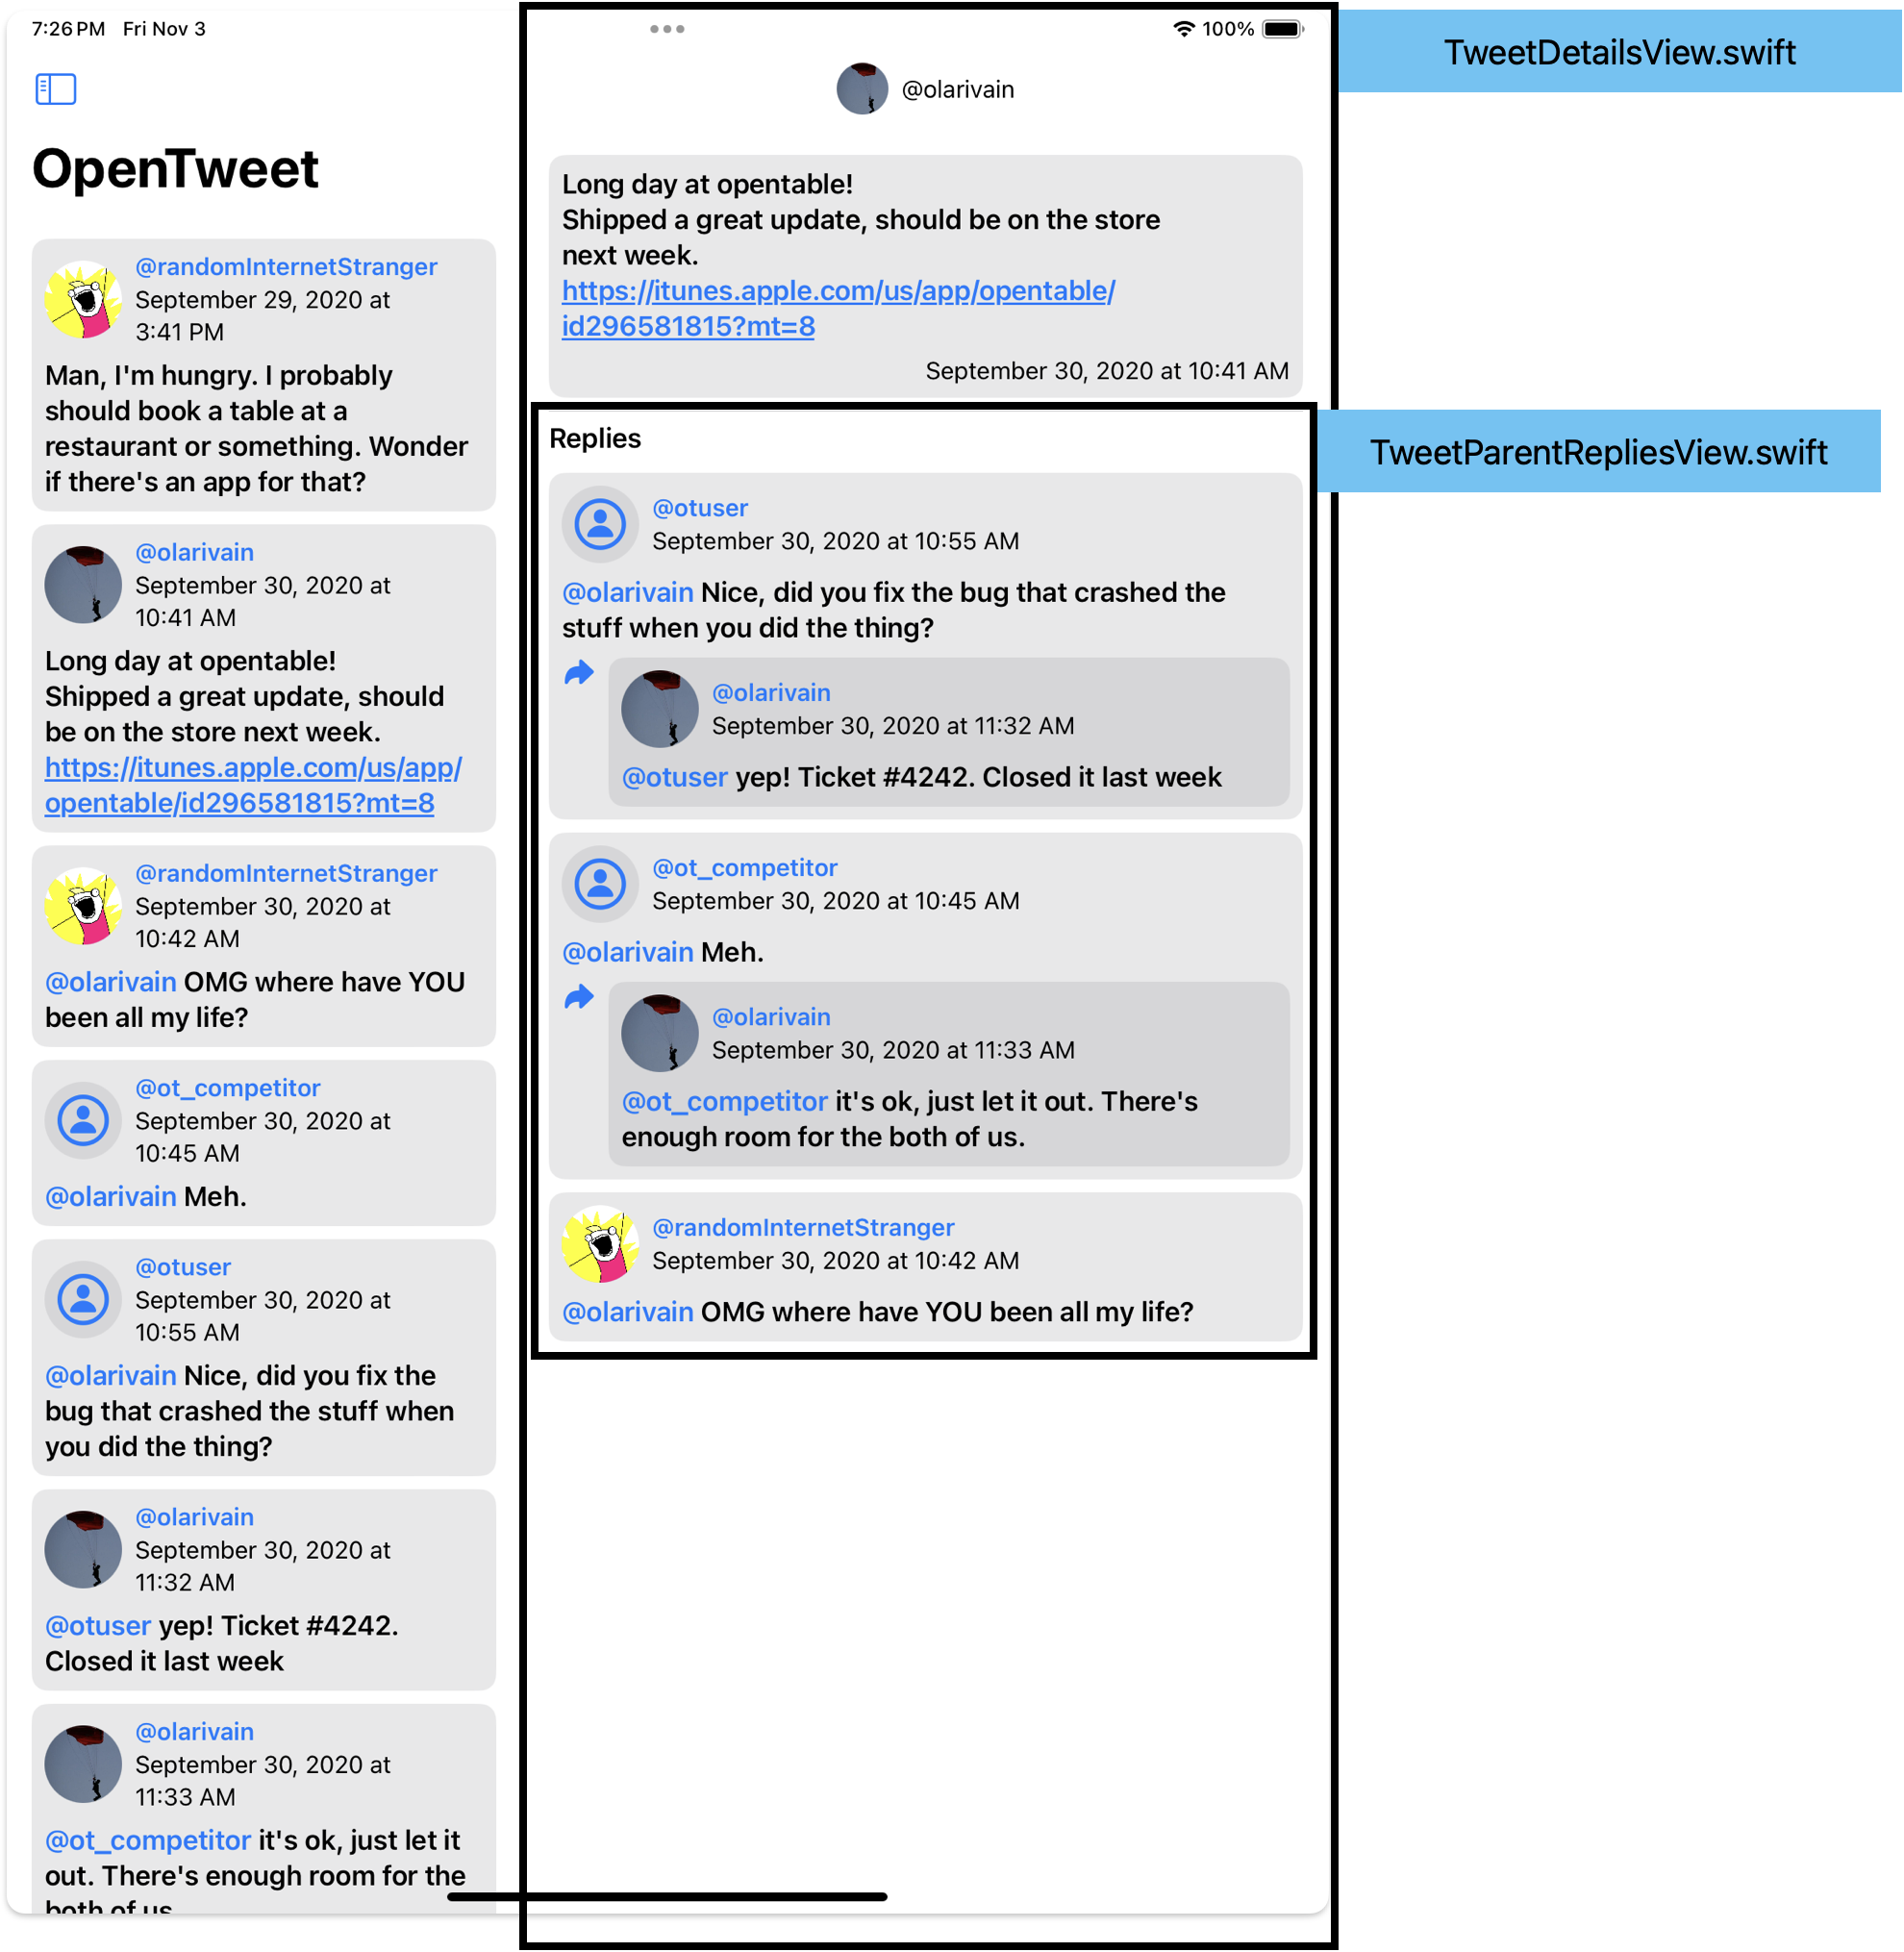 7:26 PM Fri Nov 3
100%
OpenTweet
@randomInternetStranger
September 29, 2020 at
3:41 PM
Man, I'm hungry. I probably
should book a table at a
restaurant or something. Wonder
if there's an app for that?
@olarivain
September 30, 2020 at
10:41 AM
Long day at opentable!
Shipped a great update, should
be on the store next week.
https://itunes.apple.com/us/app/
opentable/id296581815?mt=8
@randomInternetStranger
September 30, 2020 at
10:42 AM
@olarivain OMG where have YOU
been all my life?
@ot_competitor
September 30, 2020 at
10:45 AM
@olarivain Meh.
@otuser
September 30, 2020 at
10:55 AM
@olarivain Nice, did you fix the
bug that crashed the stuff when
you did the thing?
@olarivain
September 30, 2020 at
11:32 AM
@otuser yep! Ticket #4242.
Closed it last week
@olarivain
September 30, 2020 at
11:33 AM
@ot_competitor it's ok, just let it
out. There's enough room for the
both of us.
@olarivain
Long day at opentable!
Shipped a great update, should be on the store
next week.
https://itunes.apple.com/us/app/opentable/
id296581815?mt=8
September 30, 2020 at 10:41 AM
Replies
@otuser
September 30, 2020 at 10:55 AM
@olarivain Nice, did you fix the bug that crashed the
stuff when you did the thing?
@olarivain
September 30, 2020 at 11:32 AM
@otuser yep! Ticket #4242. Closed it last week
@ot_competitor
September 30, 2020 at 10:45 AM
@olarivain Meh.
@olarivain
September 30, 2020 at 11:33 AM
@ot_competitor it's ok, just let it out. There's
enough room for the both of us.
@randomInternetStranger
September 30, 2020 at 10:42 AM
@olarivain OMG where have YOU been all my life?
TweetDetailsView.swift
TweetParentRepliesView.swift